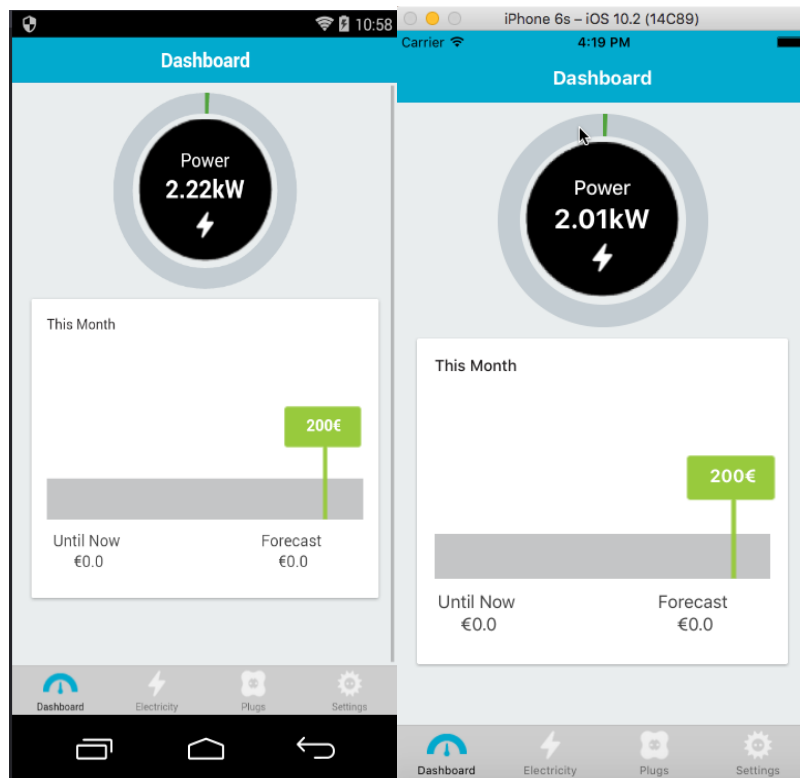 10:58
Dashboard
Power
2.22kW
This Month
200€
Until Now
Forecast
€0.0
€0.0
Dashboard
Electricity
Plugs
Settings
iPhone 6s – iOS 10.2 (14C89)
Carrier
4:19 PM
Dashboard
Power
2.01kW
This Month
200€
Until Now
Forecast
€0.0
€0.0
Dashboard
Electricity
Plugs
Settings